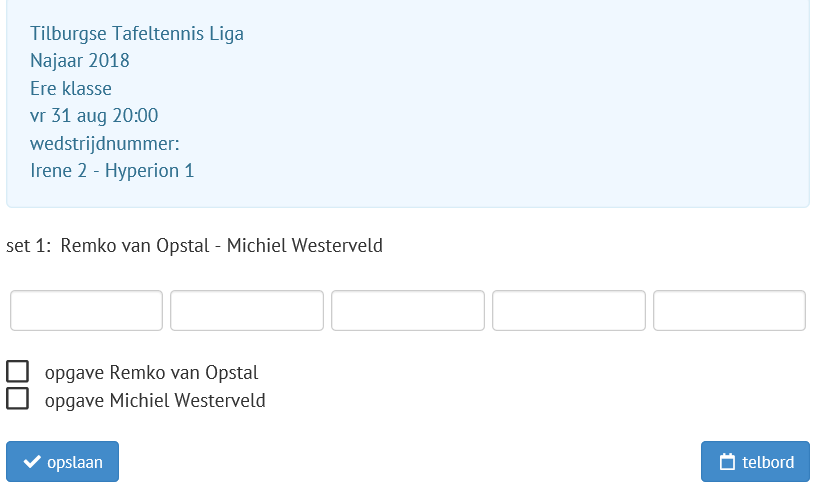 Tilburgse Tafeltennis Liga
Najaar 2018
Ere klasse
vr 31 aug 20:00
wedstrijdnummer:
Irene 2 - Hyperion 1
set 1: Remko van Opstal - Michiel Westerveld
opgave Remko van Opstal
opgave Michiel Westerveld
opslaan
telbord